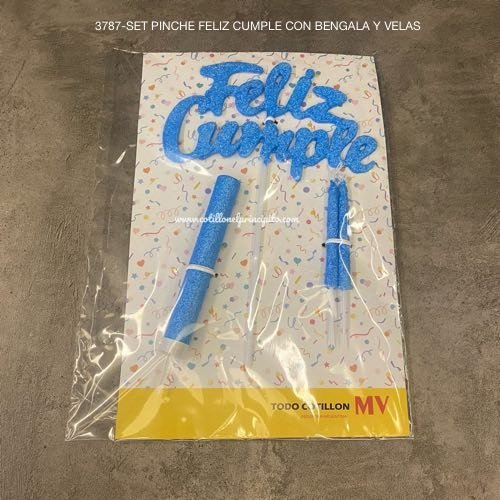 3787-SET PINCHE FELIZ CUMPLE CON BENGALA Y VELAS
Feliz
Cumple
www.cotillonelprincipito.com
TODO COTILLON MV